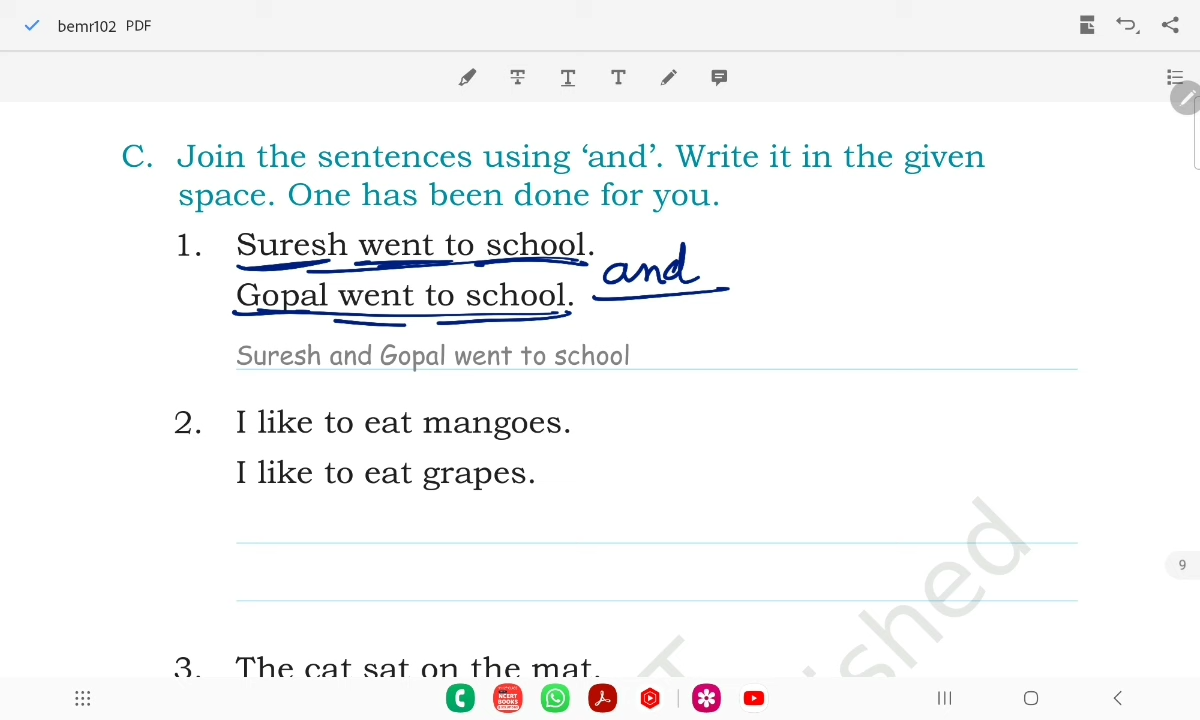 bemr102 PDF
C. Join the sentences using ‘and’. Write it in the given
space. One has been done for you.
1. Suresh went to school.
and
Gopal went to school.
Suresh and Gopal went to school
2. I like to eat mangoes.
I like to eat grapes.
9
3. The cat sat on the mat.